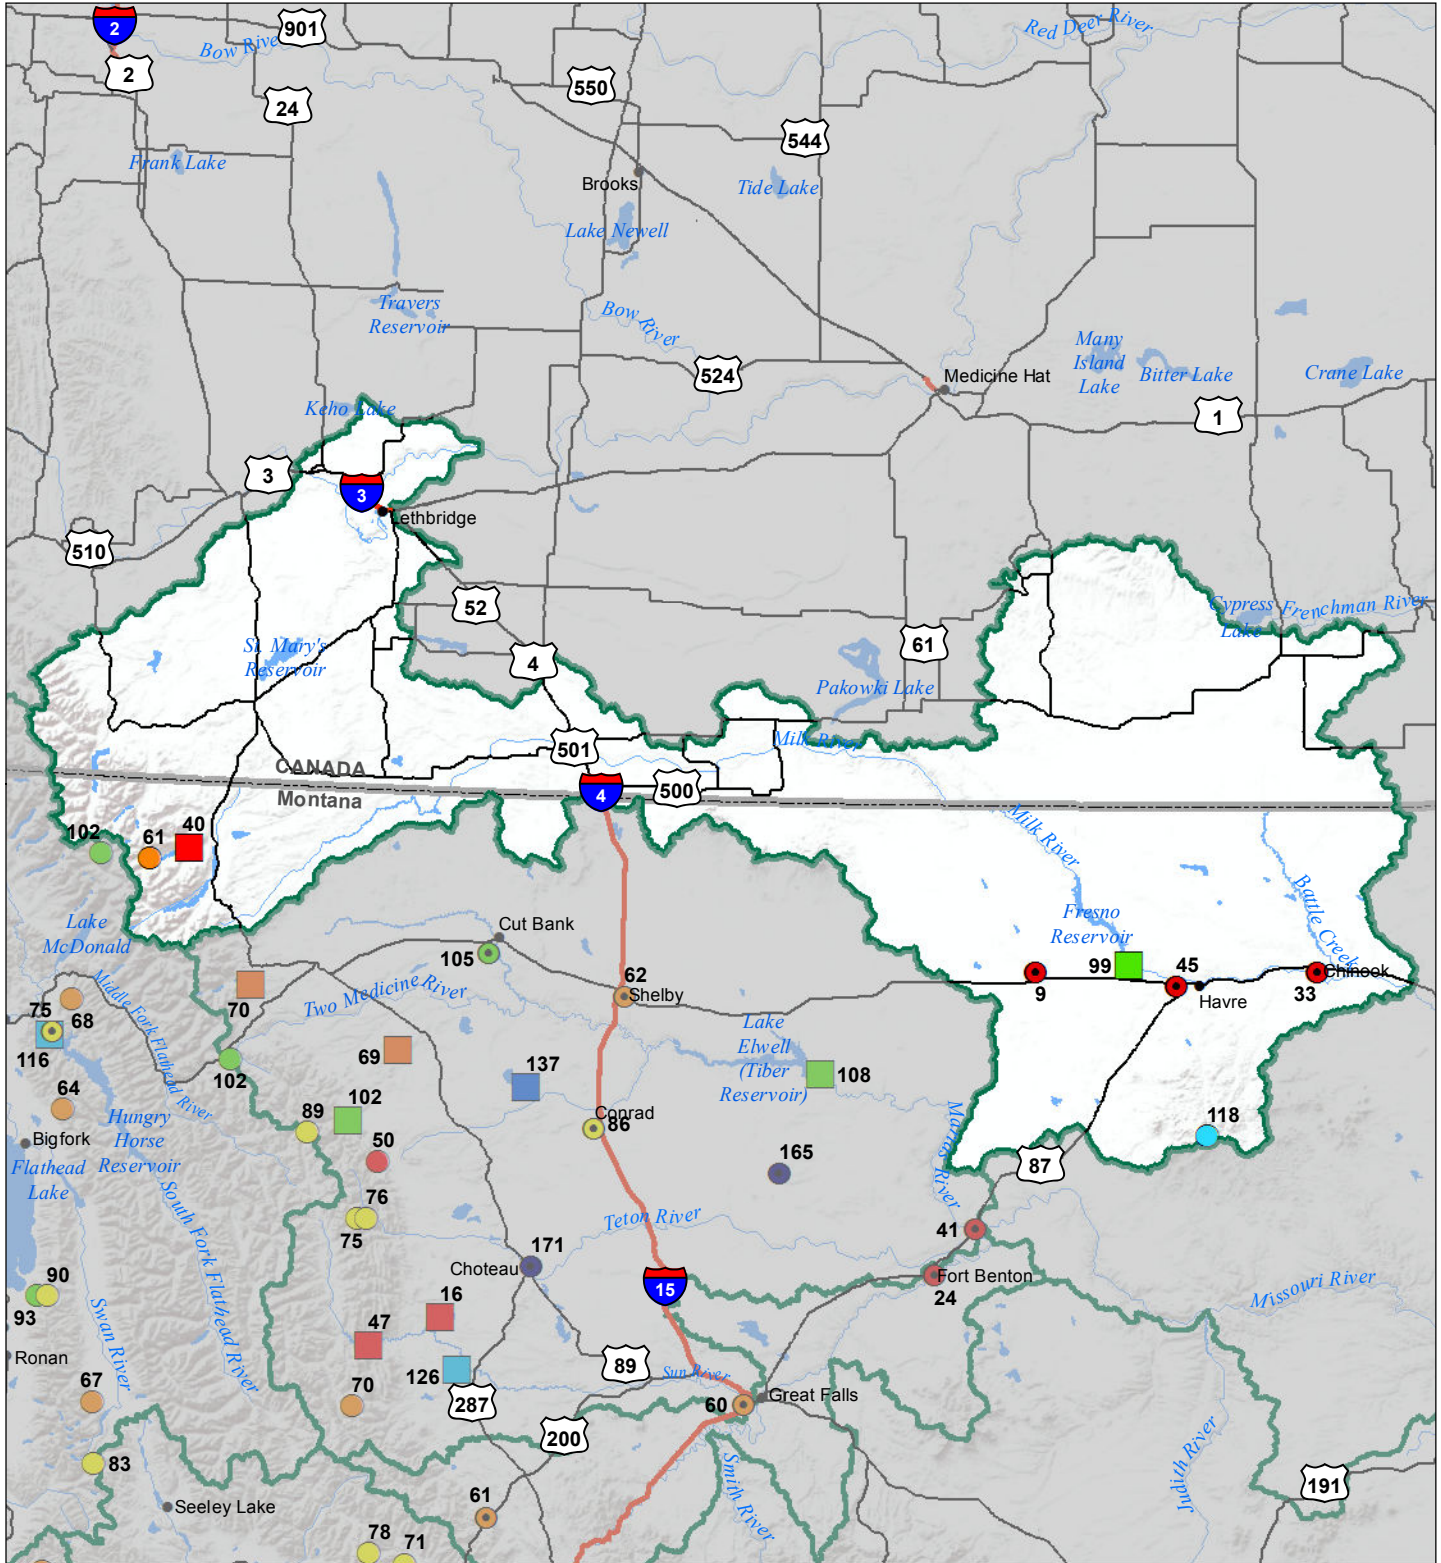 2
901
Bow Rive
Red Deer River
2
24
550
544
Frank Lake
Brooks
Tide Lake
Lake Newell
Travers
Reservoir
Bow River
Many
Island
Lake
Bitter Lake
Crane Lake
524
Medicine Hat
Keho Lake
1
3
3
Lethbridge
510
52
Cypress
Lake
Frenchman River
St. Mary's
Reservoir
4
61
Pakowki Lake
501
Milk River
CANADA
Montana
4
500
102
61
40
Milk River
Battle Creek
Lake
McDonald
Fresno
Reservoir
Cut Bank
105
99
45
Chinook
9
Havre
33
62
Shelby
70
Two Medicine River
Middle Fork Flathead River
75
68
116
Lake
Elwell
(Tiber
Reservoir)
69
137
108
102
64
Hungry
Horse
Reservoir
102
89
Conrad
86
Marias River
118
Bigfork
Flathead
Lake
50
165
87
South Fork Flathead River
76
75
Teton River
41
171
Choteau
Fort Benton
24
15
Missouri River
90
93
Swan River
16
47
Ronan
89
Sun River
126
67
70
287
60
Great Falls
200
83
Smith River
Judith River
191
Seeley Lake
61
78
71